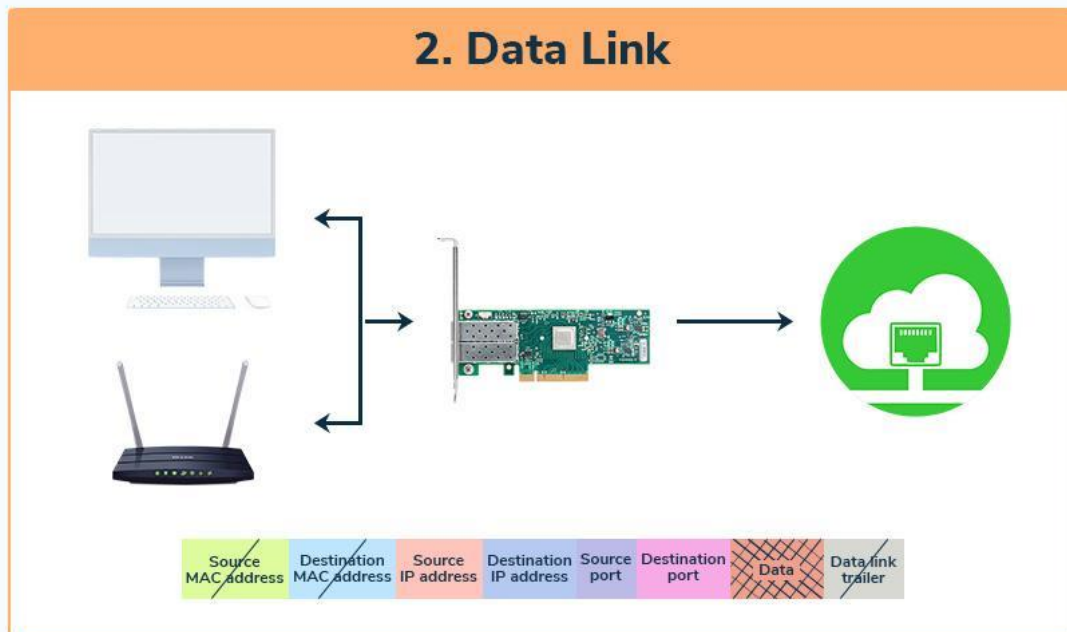 2. Data Link
Source
MAC address
Destination
MAC address
Source
IP address
Destination
IP address
Source
port
Destination
port
Data
Data link
trailer